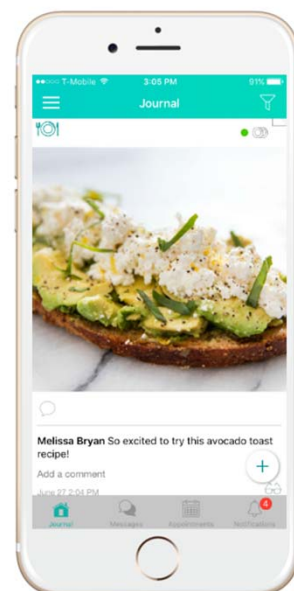 T-Mobile 3:05 PM 91%
Journal
Melissa Bryan So excited to try this avocado toast
recipe!
Add a comment
June 27 2:04 PM
4
Journal Messages Appointments Notifications